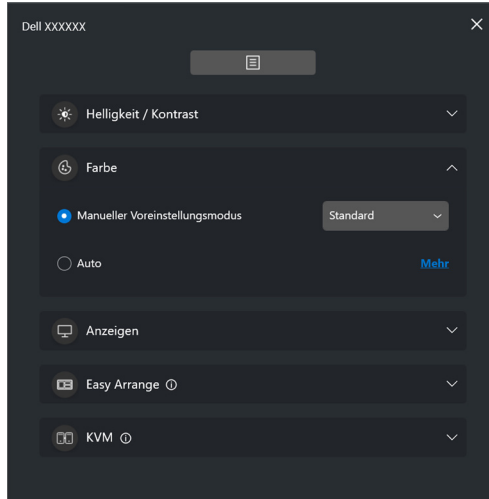 Dell XXXXXX
Helligkeit / Kontrast
Farbe
Manueller Voreinstellungsmodus Standard
Auto Mehr
Anzeigen
Easy Arrange
KVM